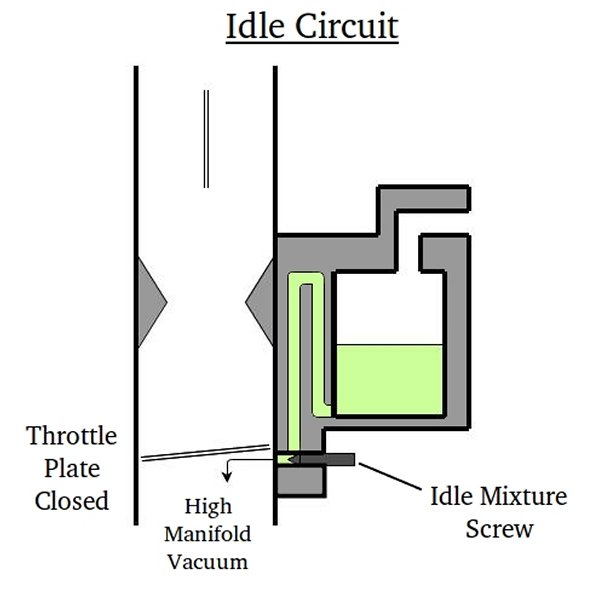 Idle Circuit
Throttle
Plate
Closed
High
Manifold
Vacuum
Idle Mixture
Screw